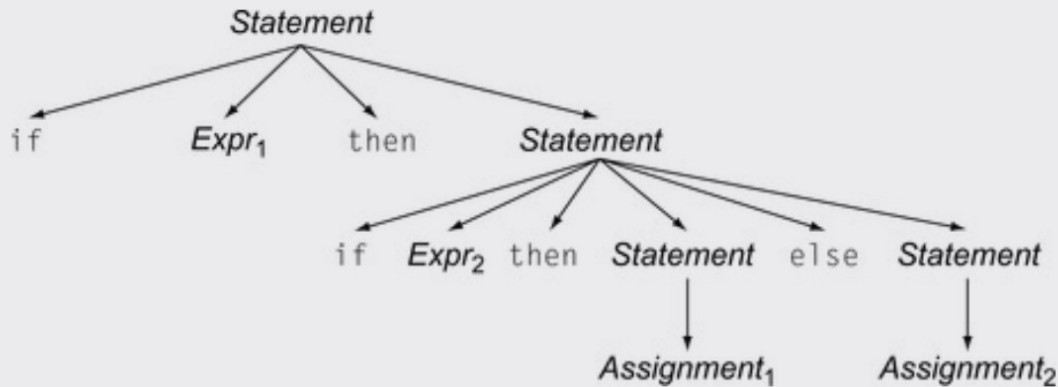 Statement
if Expr₁ then Statement
if Expr₂ then Statement else Statement
Assignment₁ Assignment₂